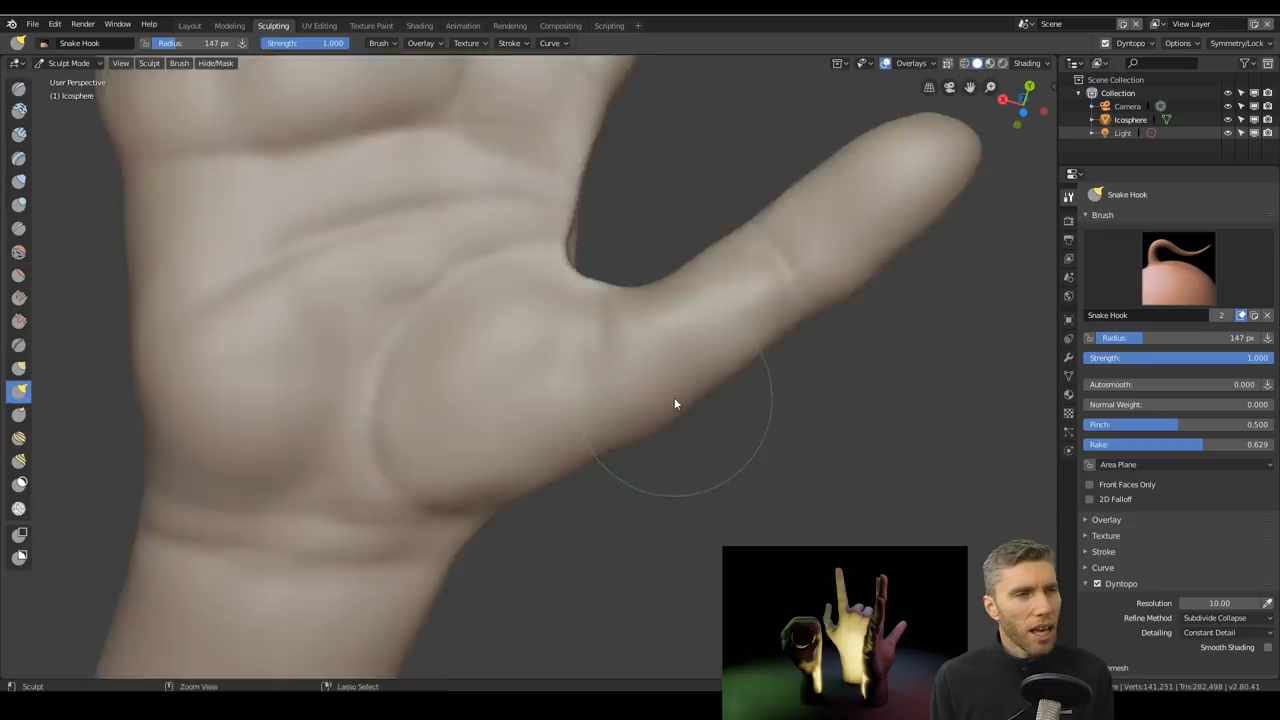 File Edit Render Window Help Layout Modeling Sculpting UV Editing Texture Paint Shading Animation Rendering Compositing Scripting + Scene View Layer
Snake Hook Radius: 147 px Strength: 1.000 Brush Overlay Texture Stroke Curve Dyntopo Options Symmetry/Lock
Sculpt Mode View Sculpt Brush Hide/Mask Overlays Shading
User Perspective
(1) Icosphere
X
Y
Scene Collection
Collection
Camera
Icosphere
Light
Snake Hook
Brush
Snake Hook 2
Radius: 147 px
Strength: 1.000
Autosmooth: 0.000
Normal Weight: 0.000
Pinch: 0.500
Rake: 0.629
Area Plane
Front Faces Only
2D Falloff
Overlay
Texture
Stroke
Curve
Dyntopo
Resolution 10.00
Refine Method Subdivide Collapse
Detailing Constant Detail
Smooth Shading
Sculpt Zoom View Lasso Select Verts:141,251 | Tris:282,498 | v2.80.41